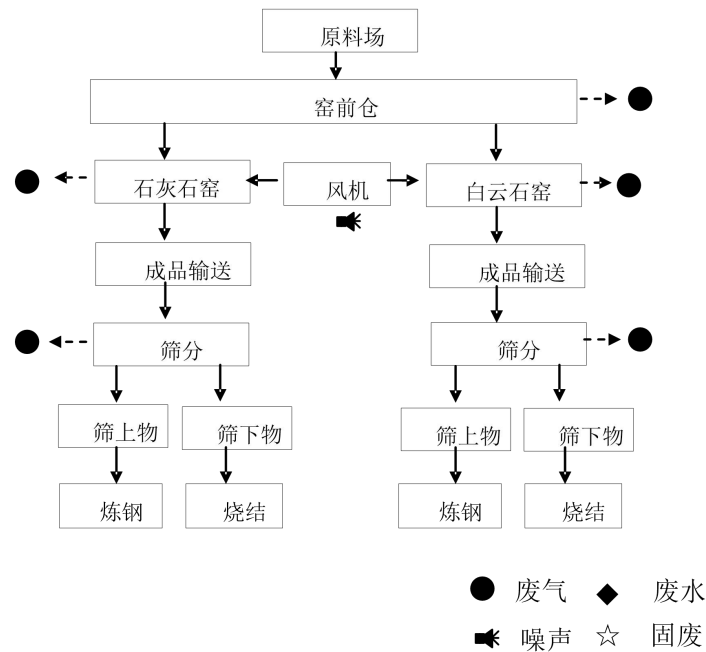 原料场
窑前仓
石灰石窑
风机
白云石窑
成品输送
成品输送
筛分
筛分
筛上物
筛下物
筛上物
筛下物
炼钢
烧结
炼钢
烧结
废气
废水
噪声
固废